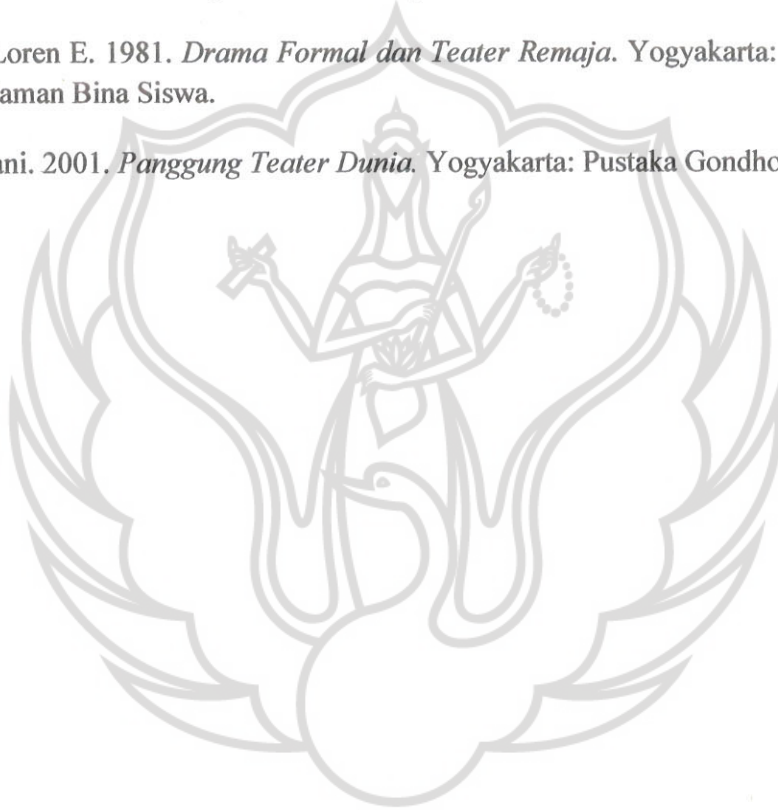 Loren E. 1981. Drama Formal dan Teater Remaja. Yogyakarta:
aman Bina Siswa.
ani. 2001. Panggung Teater Dunia. Yogyakarta: Pustaka Gondho